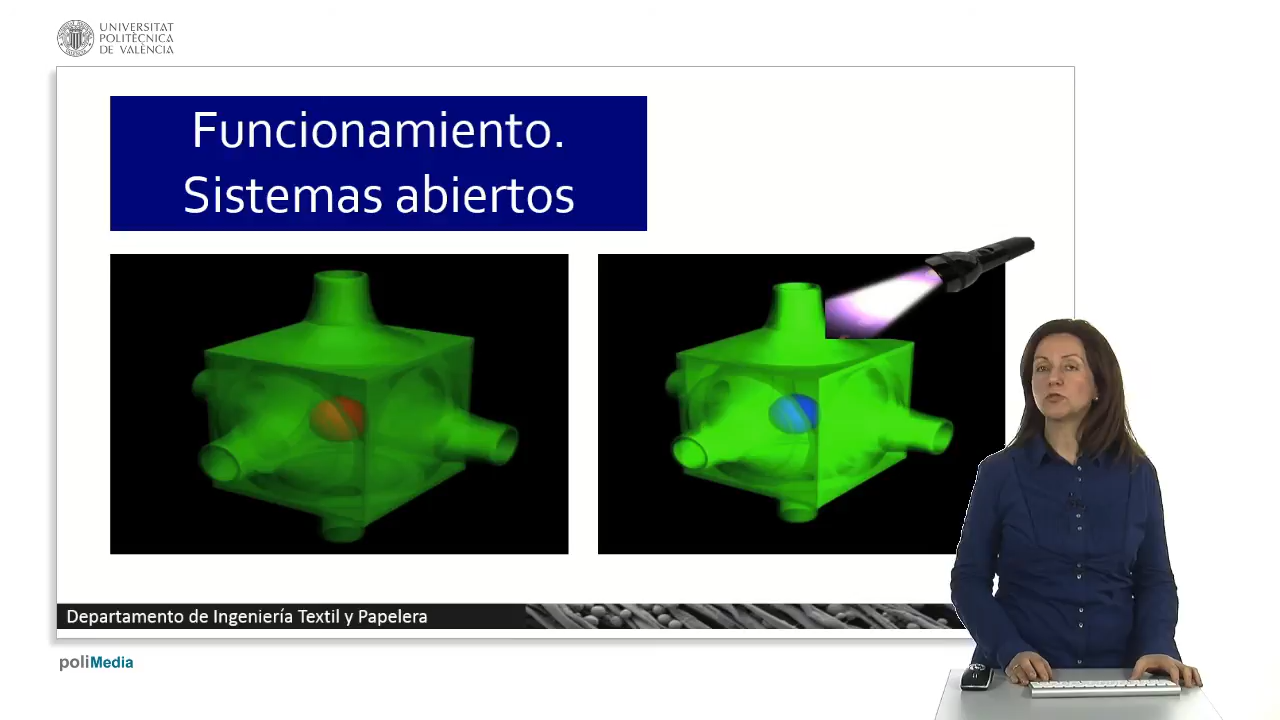 UNIVERSITAT
POLITÈCNICA
DE VALÈNCIA
Funcionamiento.
Sistemas abiertos
Departamento de Ingeniería Textil y Papelera
poliMedia